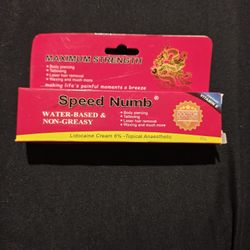 MAXIMUM STRENGTH
• Body piercing
• Tattooing
• Laser hair removal
• Waxing and much more
making life's painful moments a breeze
Speed Numb®
WATER-BASED &
NON-GREASY
• Body piercing
• Tattooing
• Laser hair removal
• Waxing and much more
Lidocaine Cream 5% - Topical Anaesthetic